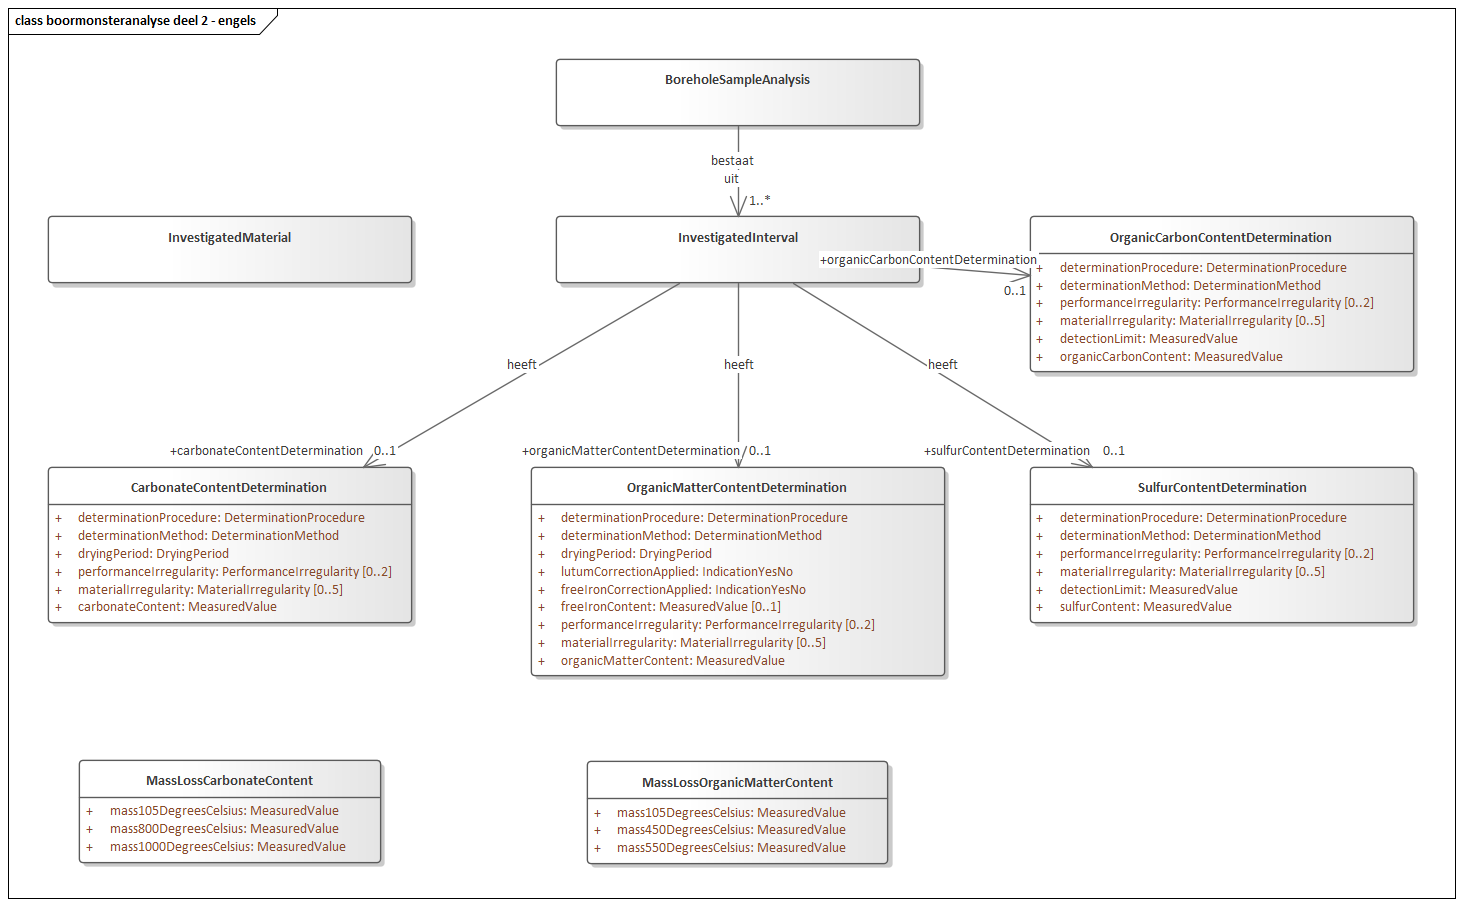 class boormonsteranalyse deel 2 - engels
BoreholeSampleAnalysis
bestaat
uit
1..*
InvestigatedMaterial
InvestigatedInterval
+organicCarbonContentDetermination
0..1
OrganicCarbonContentDetermination
+ determinationProcedure: DeterminationProcedure
+ determinationMethod: DeterminationMethod
+ performanceIrregularity: PerformanceIrregularity [0..2]
+ materialIrregularity: MaterialIrregularity [0..5]
+ detectionLimit: MeasuredValue
+ organicCarbonContent: MeasuredValue
heeft
heeft
heeft
+carbonateContentDetermination 0..1
+organicMatterContentDetermination 0..1
+sulfurContentDetermination 0..1
CarbonateContentDetermination
+ determinationProcedure: DeterminationProcedure
+ determinationMethod: DeterminationMethod
+ dryingPeriod: DryingPeriod
+ performanceIrregularity: PerformanceIrregularity [0..2]
+ materialIrregularity: MaterialIrregularity [0..5]
+ carbonateContent: MeasuredValue
OrganicMatterContentDetermination
+ determinationProcedure: DeterminationProcedure
+ determinationMethod: DeterminationMethod
+ dryingPeriod: DryingPeriod
+ lutumCorrectionApplied: IndicationYesNo
+ freeIronCorrectionApplied: IndicationYesNo
+ freeIronContent: MeasuredValue [0..1]
+ performanceIrregularity: PerformanceIrregularity [0..2]
+ materialIrregularity: MaterialIrregularity [0..5]
+ organicMatterContent: MeasuredValue
SulfurContentDetermination
+ determinationProcedure: DeterminationProcedure
+ determinationMethod: DeterminationMethod
+ performanceIrregularity: PerformanceIrregularity [0..2]
+ materialIrregularity: MaterialIrregularity [0..5]
+ detectionLimit: MeasuredValue
+ sulfurContent: MeasuredValue
MassLossCarbonateContent
+ mass105DegreesCelsius: MeasuredValue
+ mass800DegreesCelsius: MeasuredValue
+ mass1000DegreesCelsius: MeasuredValue
MassLossOrganicMatterContent
+ mass105DegreesCelsius: MeasuredValue
+ mass450DegreesCelsius: MeasuredValue
+ mass550DegreesCelsius: MeasuredValue